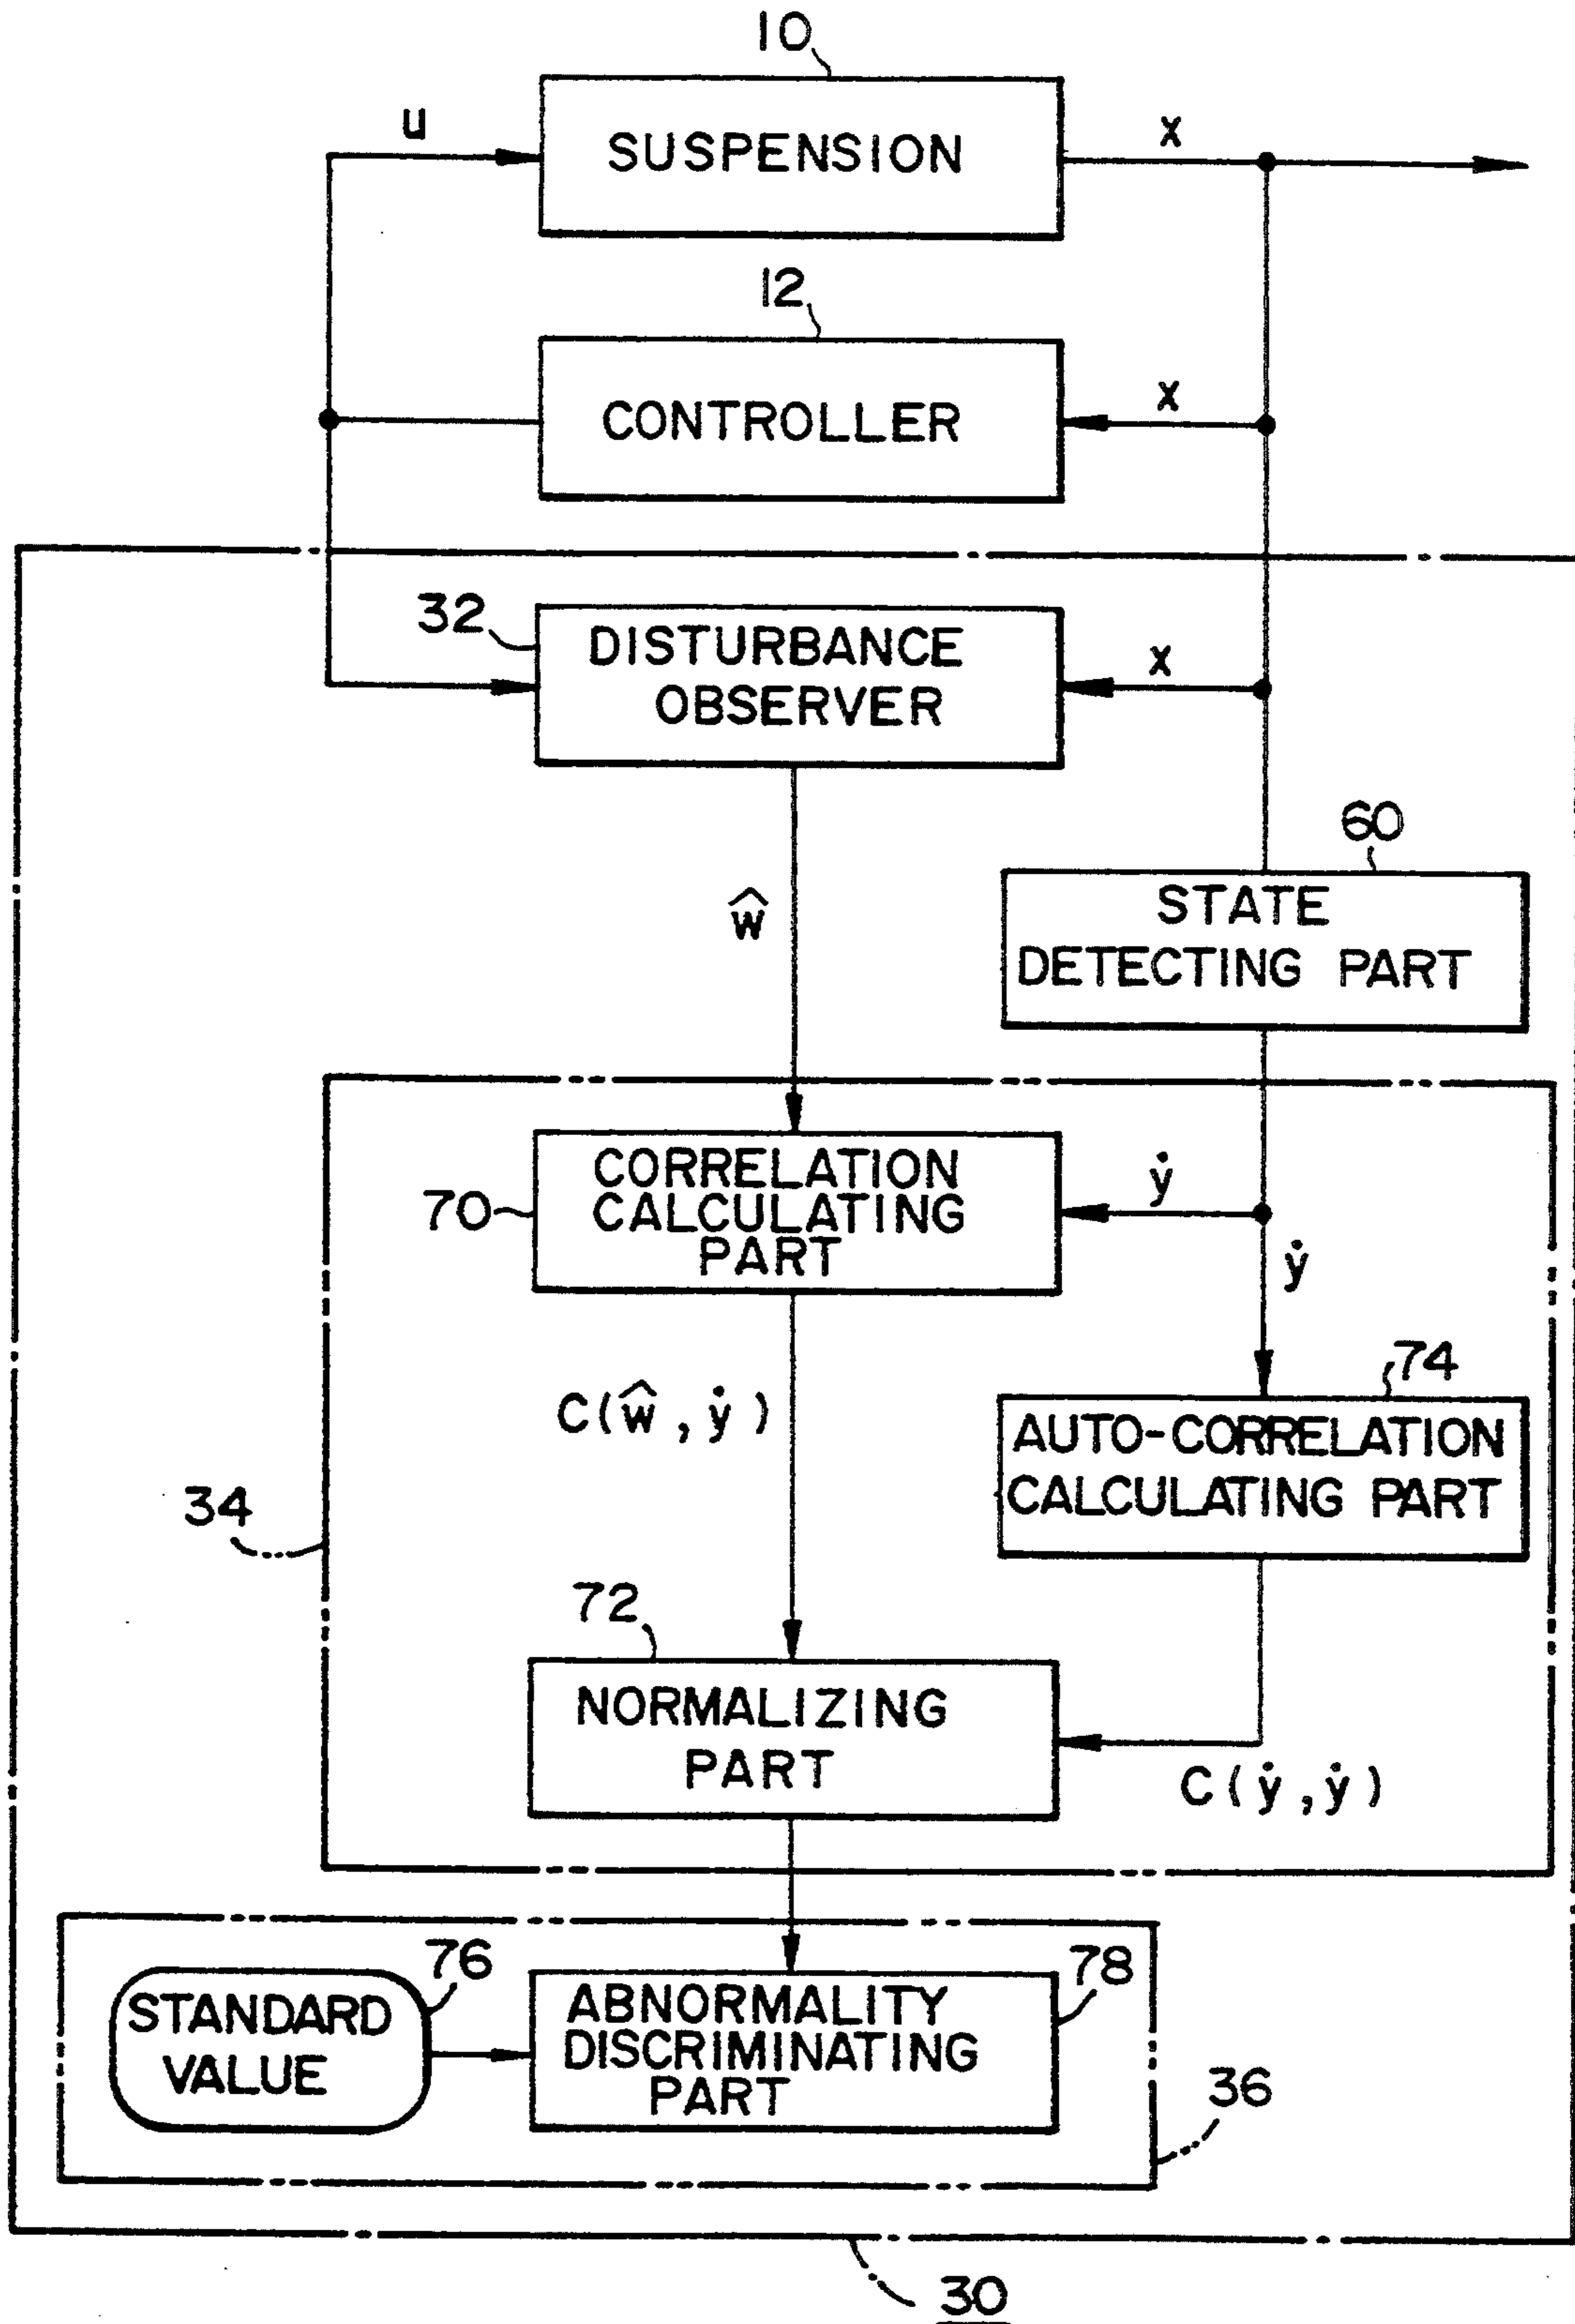 10
u
SUSPENSION
x
12
CONTROLLER
x
32
DISTURBANCE
OBSERVER
x
60
STATE
DETECTING PART
ŵ
CORRELATION
CALCULATING
PART
70
ẏ
ẏ
74
C(ŵ, ẏ)
AUTO-CORRELATION
CALCULATING PART
34
72
NORMALIZING
PART
C(ẏ, ẏ)
76
STANDARD
VALUE
ABNORMALITY
DISCRIMINATING
PART
78
36
30